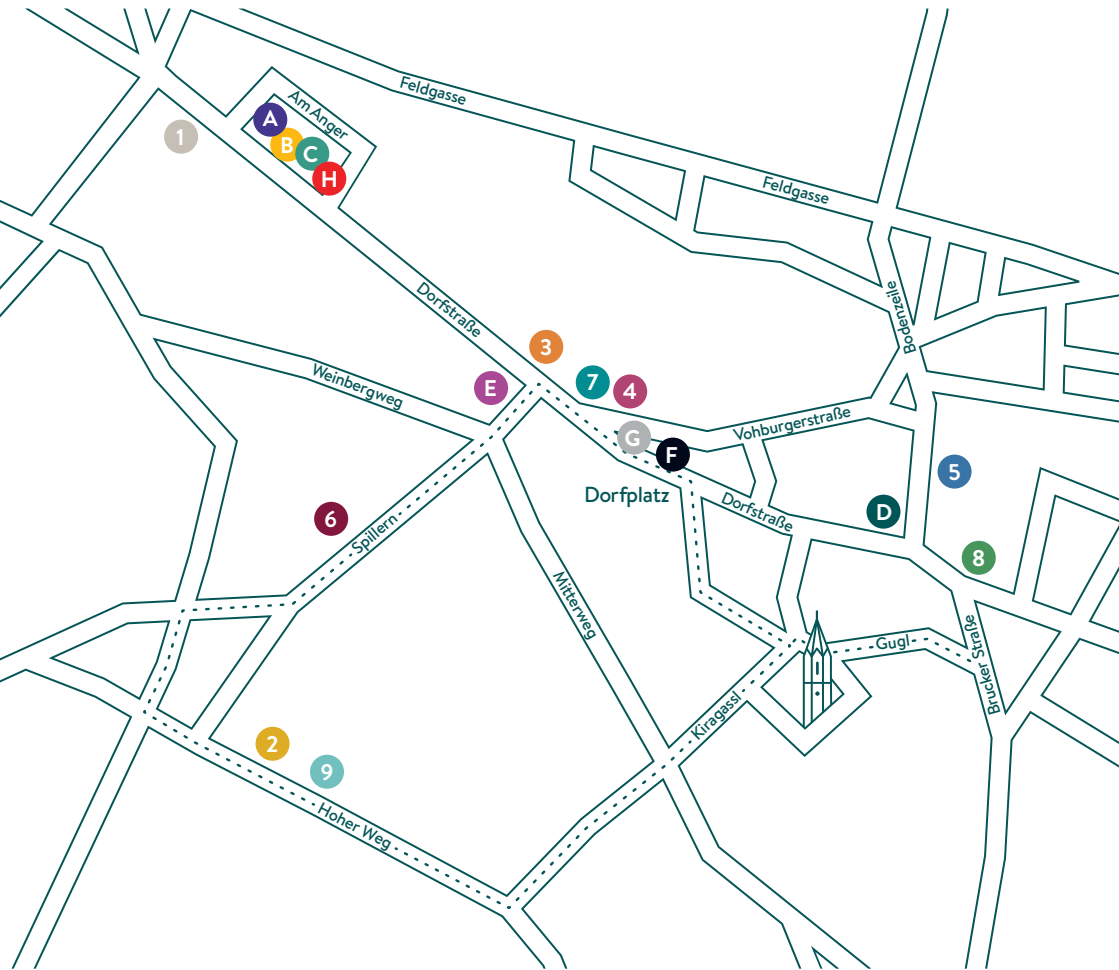 Feldgasse
Am Anger
A
B
C
H
1
Feldgasse
Bodenzeile
Dorfstraße
3
7
4
E
Weinbergweg
G
F
Vohburgerstraße
5
D
Dorfplatz
Dorfstraße
6
Spillern
8
Mitterweg
Gugl
Brucker Straße
Kiragassl
2
9
Hoher Weg